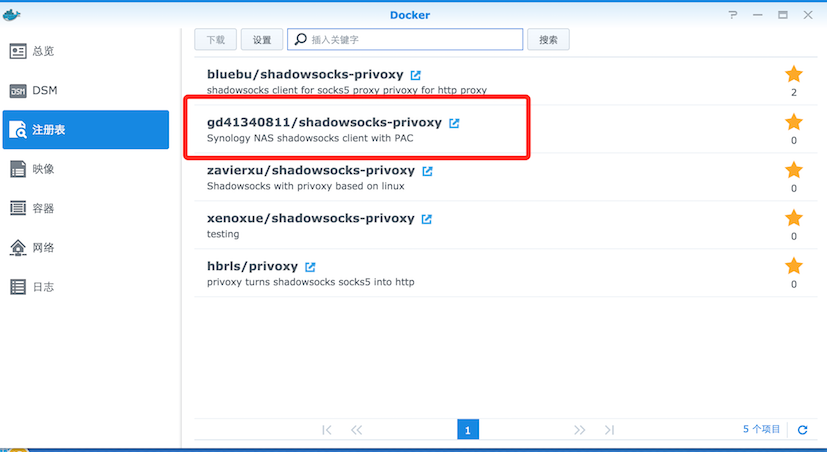 Docker
总览
DSM
注册表
映像
容器
网络
日志
下载 设置 插入关键字 搜索
bluebu/shadowsocks-privoxy
shadowsocks client for socks5 proxy privoxy for http proxy
2
gd41340811/shadowsocks-privoxy
Synology NAS shadowsocks client with PAC
0
zavierxu/shadowsocks-privoxy
Shadowsocks with privoxy based on linux
0
xenoxue/shadowsocks-privoxy
testing
0
hbrls/privoxy
privoxy turns shadowsocks socks5 into http
0
1
5 个项目